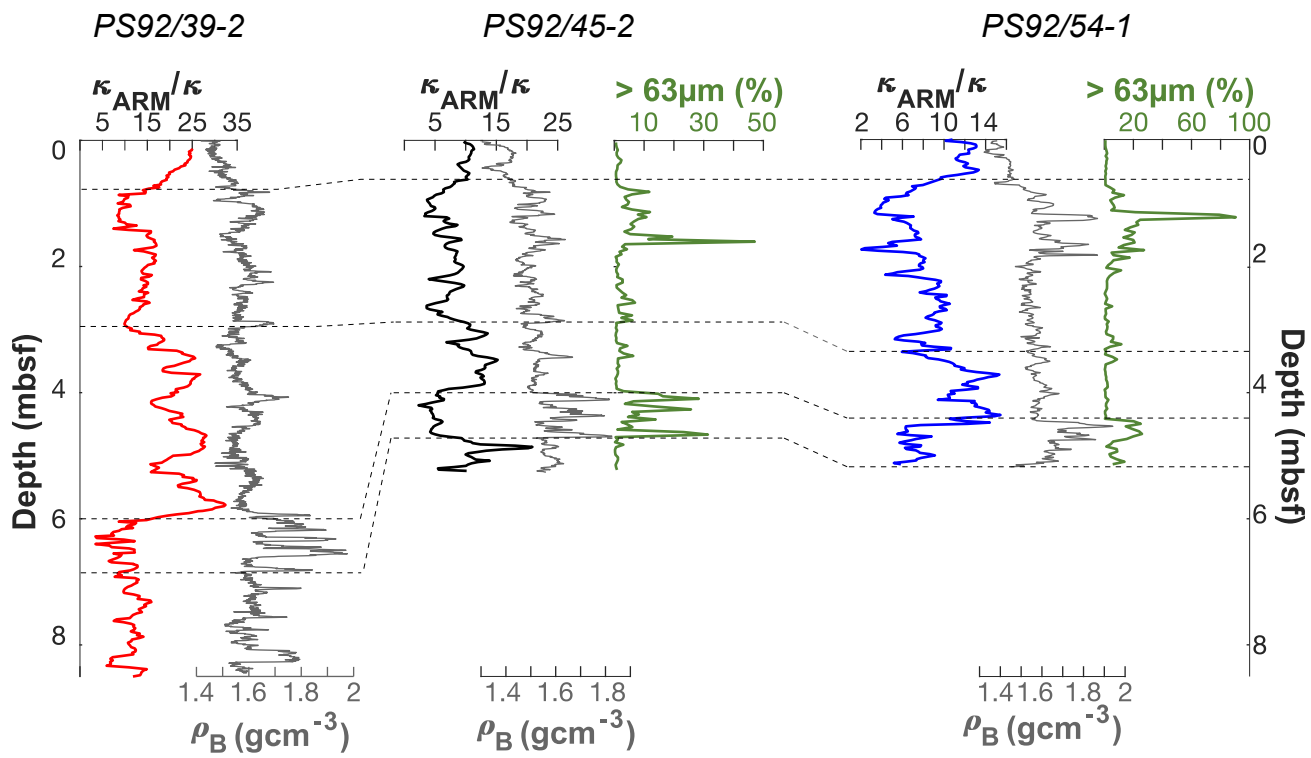 PS92/39-2 PS92/45-2 PS92/54-1
κARM/κ κARM/κ > 63µm (%) κARM/κ > 63µm (%)
5 15 25 35 5 15 25 10 30 50 2 6 10 14 20 60 100
0 0
2 2
4 4
6 6
8 8
Depth (mbsf) Depth (mbsf)
1.4 1.6 1.8 2 1.4 1.6 1.8 1.4 1.6 1.8 2
ρB (gcm-3) ρB (gcm-3) ρB (gcm-3)